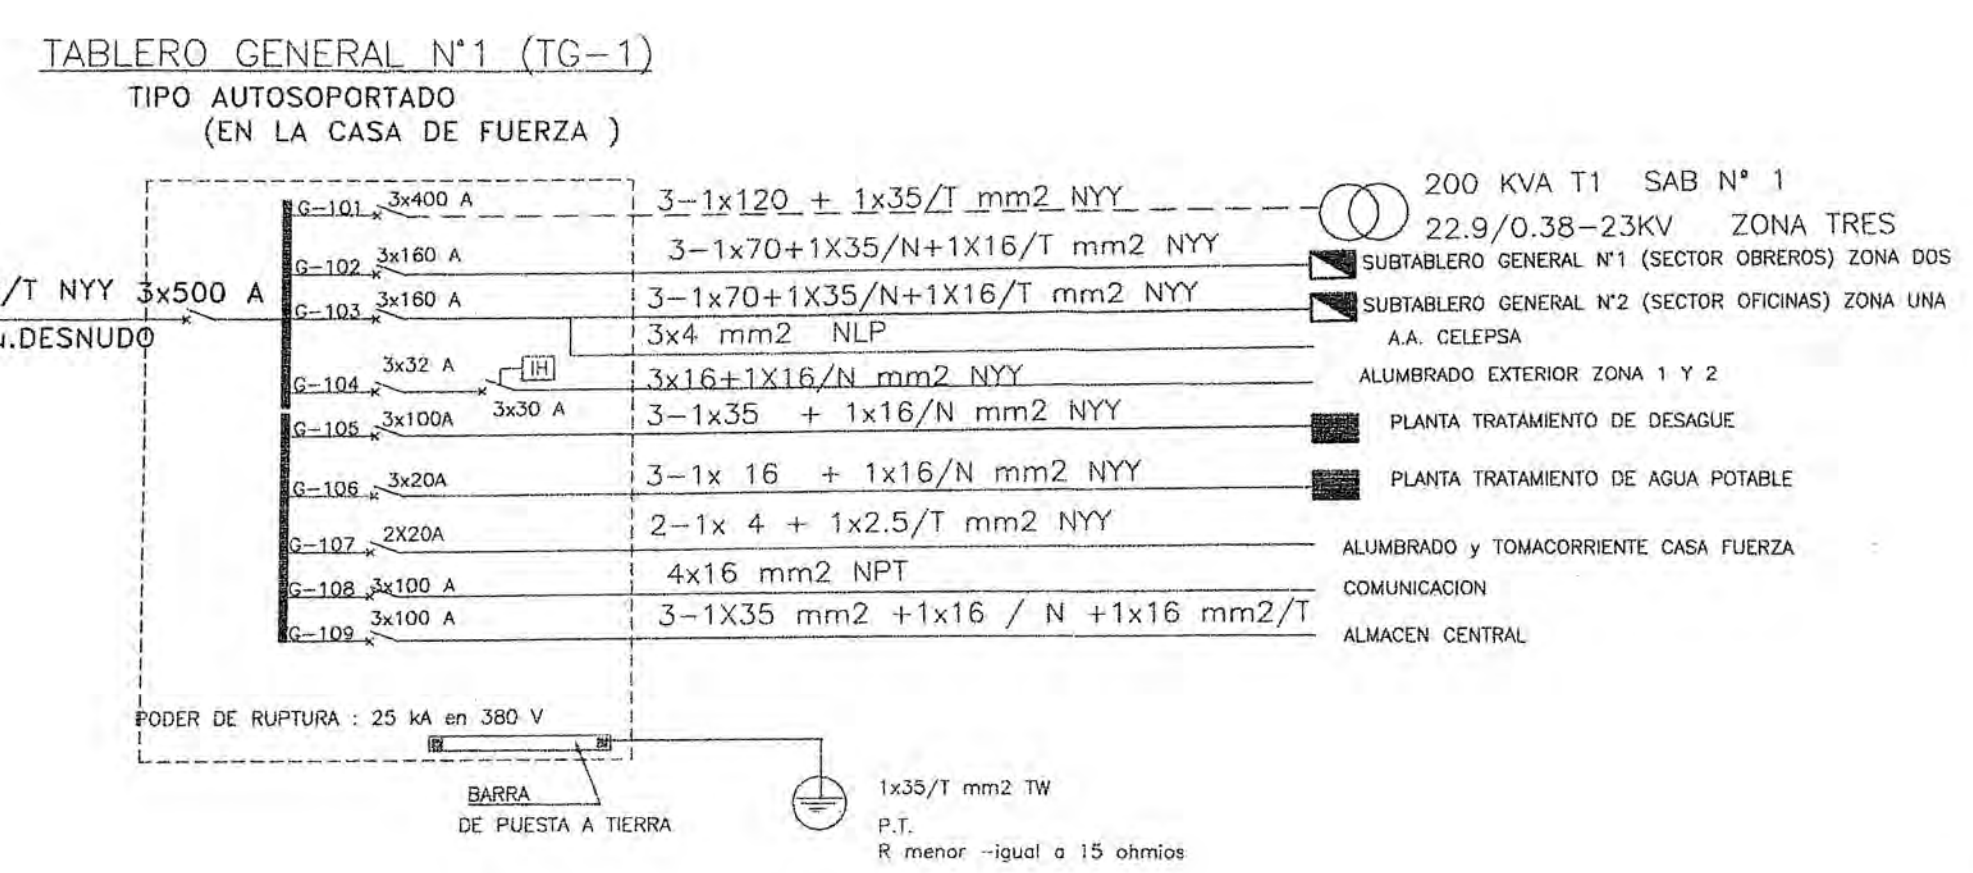 TABLERO GENERAL N°1 (TG-1)
TIPO AUTOSOPORTADO
(EN LA CASA DE FUERZA )
G-101 3x400 A 3-1x120 + 1x35/T mm2 NYY 200 KVA T1 SAB N° 1
22.9/0.38-23KV ZONA TRES
G-102 3x160 A 3-1x70+1X35/N+1X16/T mm2 NYY SUBTABLERO GENERAL N°1 (SECTOR OBREROS) ZONA DOS
/T NYY 3x500 A
.DESNUDO
G-103 3x160 A 3-1x70+1X35/N+1X16/T mm2 NYY SUBTABLERO GENERAL N°2 (SECTOR OFICINAS) ZONA UNA
3x4 mm2 NLP A.A. CELEPSA
G-104 3x32 A IH 3x30 A 3x16+1X16/N mm2 NYY ALUMBRADO EXTERIOR ZONA 1 Y 2
G-105 3x100A 3-1x35 + 1x16/N mm2 NYY PLANTA TRATAMIENTO DE DESAGUE
G-106 3x20A 3-1x 16 + 1x16/N mm2 NYY PLANTA TRATAMIENTO DE AGUA POTABLE
G-107 2X20A 2-1x 4 + 1x2.5/T mm2 NYY ALUMBRADO y TOMACORRIENTE CASA FUERZA
G-108 3x100 A 4x16 mm2 NPT COMUNICACION
G-109 3x100 A 3-1X35 mm2 +1x16 / N +1x16 mm2/T ALMACEN CENTRAL
PODER DE RUPTURA : 25 kA en 380 V
BARRA
DE PUESTA A TIERRA
1x35/T mm2 TW
P.T.
R menor -igual a 15 ohmios